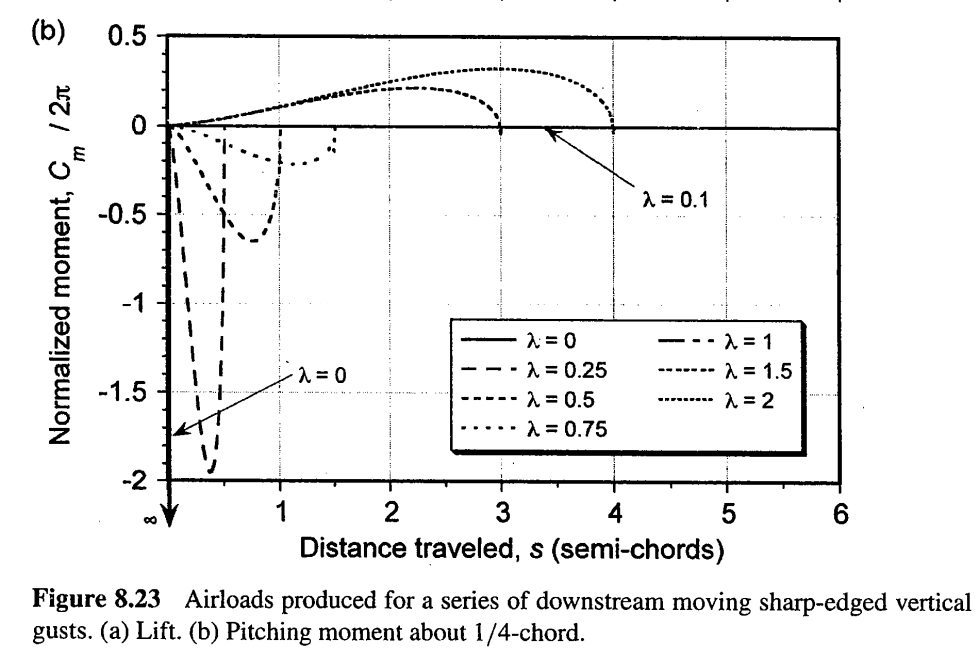 (b)
0.5
0
-0.5
-1
-1.5
-2
∞
Normalized moment, Cm / 2π
λ = 0.1
λ = 0
λ = 0
λ = 0.25
λ = 0.5
λ = 0.75
λ = 1
λ = 1.5
λ = 2
1 2 3 4 5 6
Distance traveled, s (semi-chords)
Figure 8.23 Airloads produced for a series of downstream moving sharp-edged vertical
gusts. (a) Lift. (b) Pitching moment about 1/4-chord.